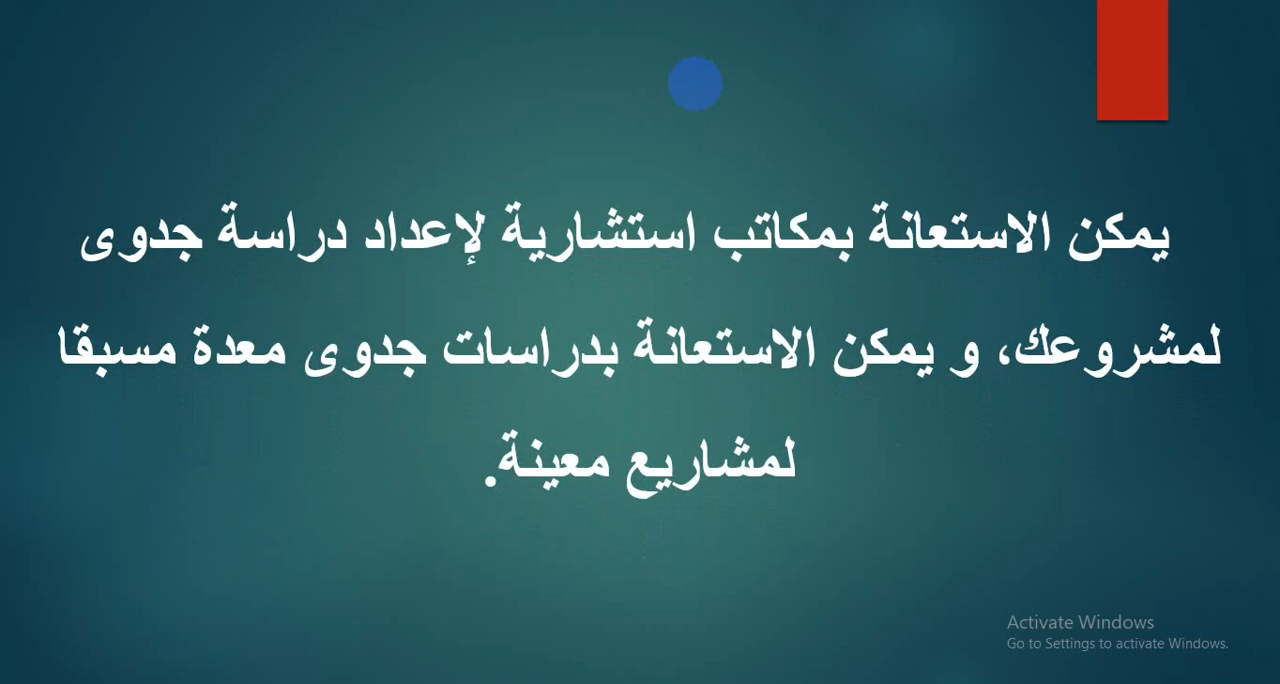 يمكن الاستعانة بمكاتب استشارية لإعداد دراسة جدوى
لمشروعك، و يمكن الاستعانة بدراسات جدوى معدة مسبقا
لمشاريع معينة.
Activate Windows
Go to Settings to activate Windows.